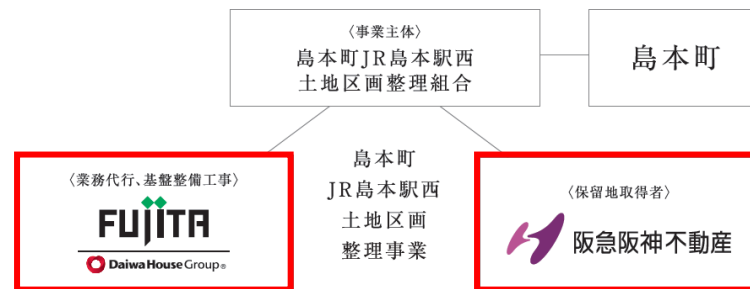 〈事業主体〉
島本町JR島本駅西
土地区画整理組合
島本町
〈業務代行、基盤整備工事〉
FUJITA
Daiwa House Group®
島本町
JR島本駅西
土地区画
整理事業
〈保留地取得者〉
阪急阪神不動産